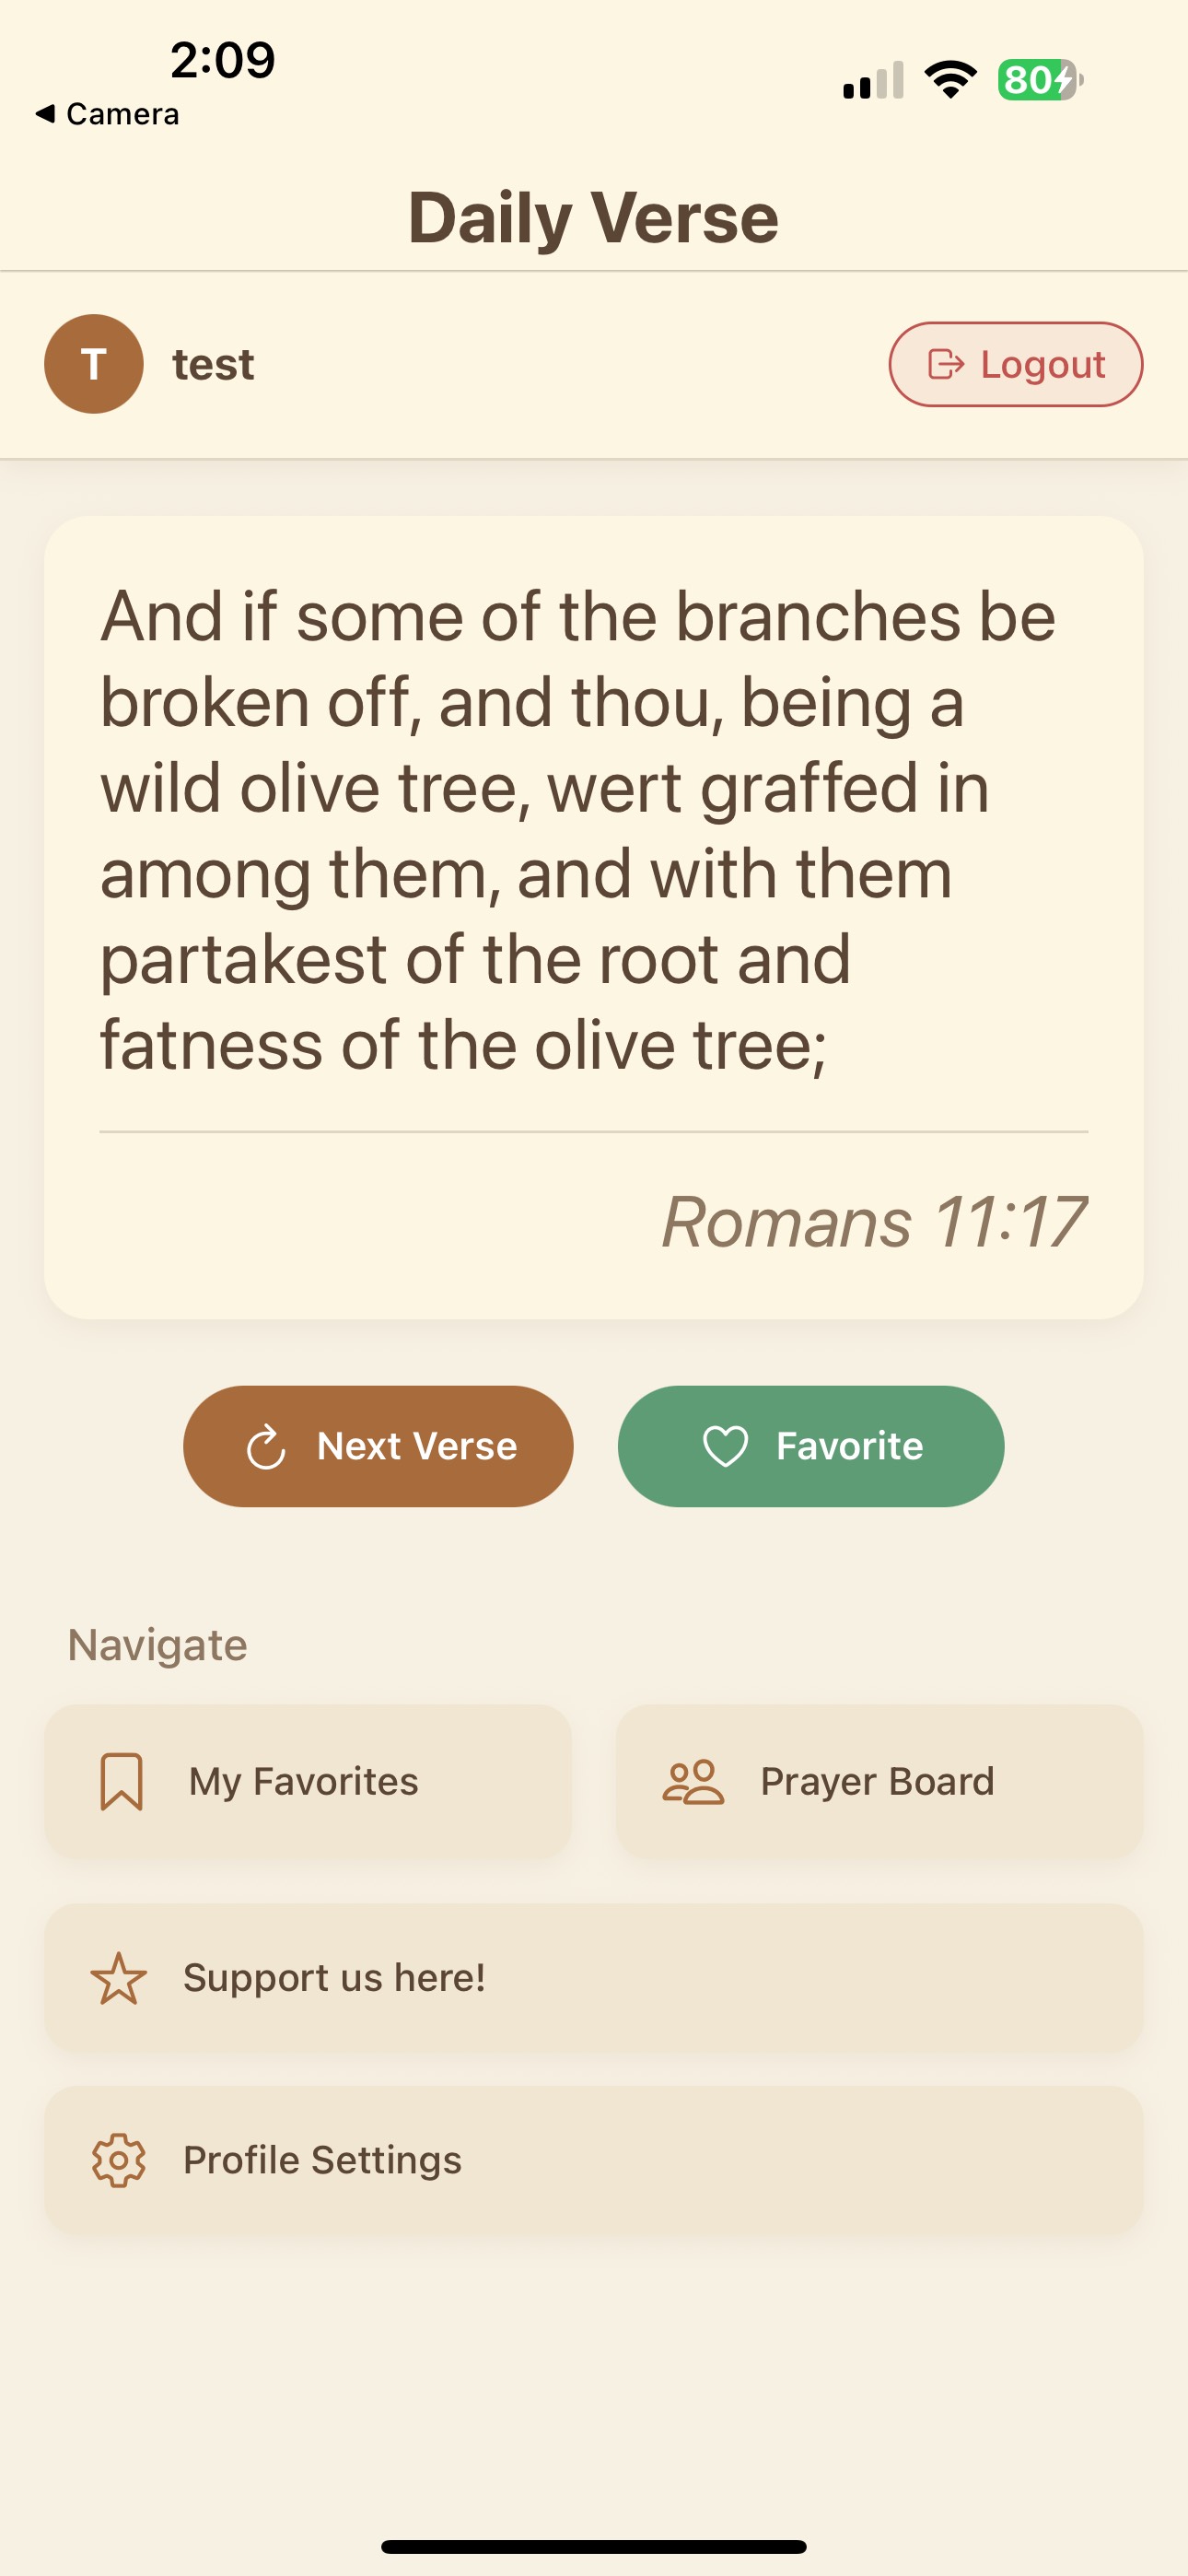 2:09
80
◀ Camera
Daily Verse
T
test
Logout
And if some of the branches be
broken off, and thou, being a
wild olive tree, wert graffed in
among them, and with them
partakest of the root and
fatness of the olive tree;
Romans 11:17
Next Verse
Favorite
Navigate
My Favorites
Prayer Board
Support us here!
Profile Settings